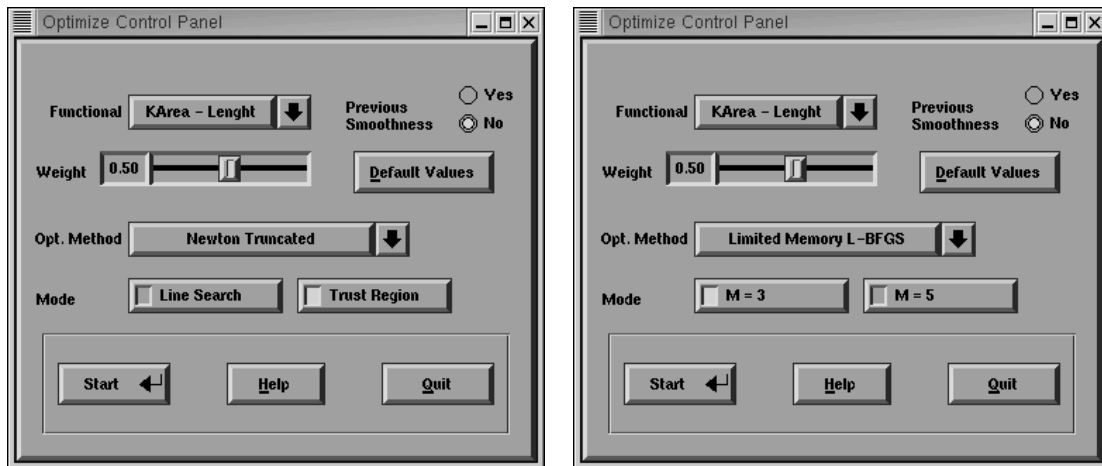 Optimize Control Panel
Functional
KArea - Lenght
Previous
Smoothness
Yes
No
Weight
0.50
Default Values
Opt. Method
Newton Truncated
Mode
Line Search
Trust Region
Start
Help
Quit
Optimize Control Panel
Functional
KArea - Lenght
Previous
Smoothness
Yes
No
Weight
0.50
Default Values
Opt. Method
Limited Memory L-BFGS
Mode
M = 3
M = 5
Start
Help
Quit